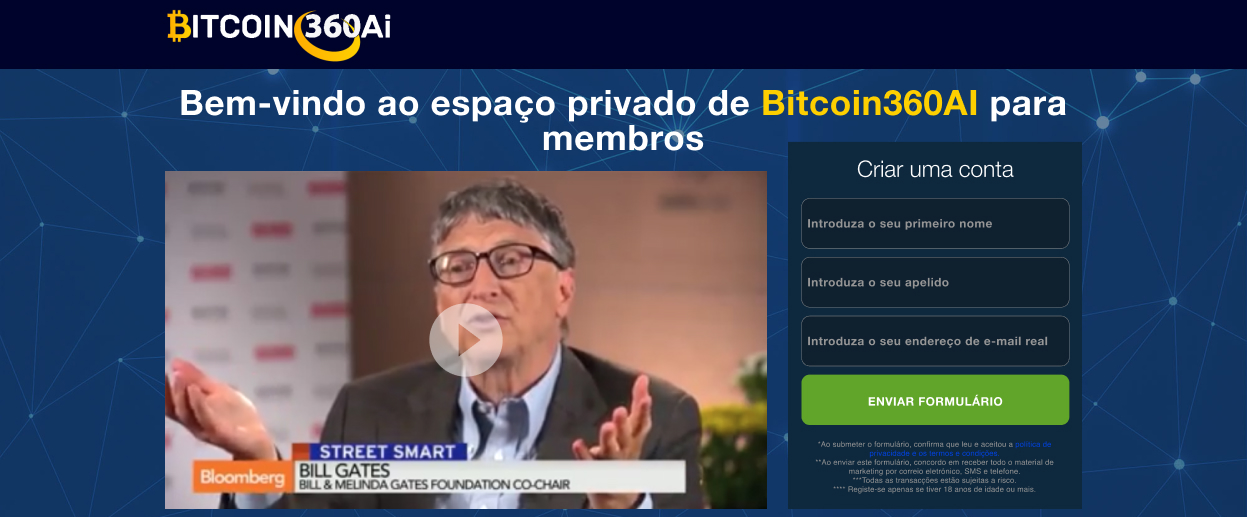 BITCOIN360Ai
Bem-vindo ao espaço privado de Bitcoin360AI para
membros
Criar uma conta
Introduza o seu primeiro nome
Introduza o seu apelido
Introduza o seu endereço de e-mail real
ENVIAR FORMULÁRIO
*Ao submeter o formulário, confirma que leu e aceitou a política de
privacidade e os termos e condições
**Ao enviar este formulário, concordo em receber todo o material de
marketing por correio eletrónico, SMS e telefone.
***Todas as transacções estão sujeitas a risco.
**** Registe-se apenas se tiver 18 anos de idade ou mais.
STREET SMART
Bloomberg
BILL GATES
BILL & MELINDA GATES FOUNDATION CO-CHAIR